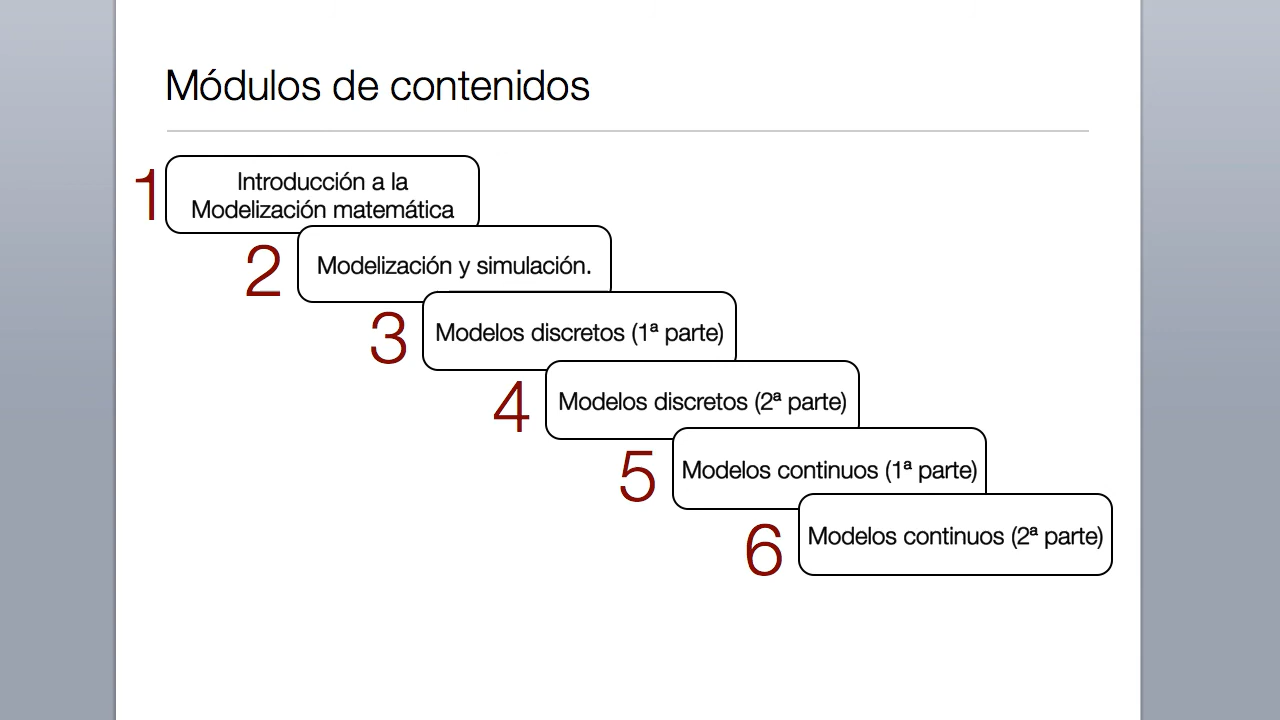 Módulos de contenidos
1
Introducción a la
Modelización matemática
2
Modelización y simulación.
3
Modelos discretos (1ª parte)
4
Modelos discretos (2ª parte)
5
Modelos continuos (1ª parte)
6
Modelos continuos (2ª parte)